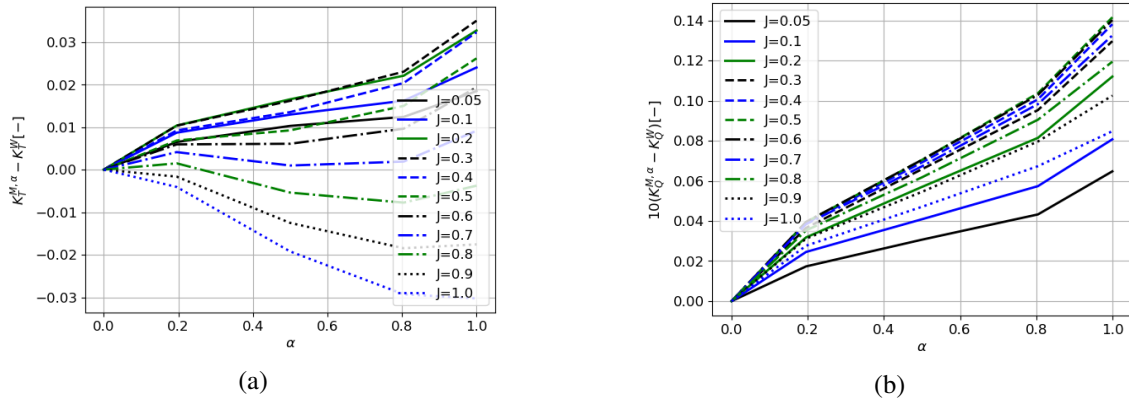 0.03
0.02
0.01
0.00
−0.01
−0.02
−0.03
K_T^{M,α} − K_T^W[−]
0.0 0.2 0.4 0.6 0.8 1.0
α
J=0.05
J=0.1
J=0.2
J=0.3
J=0.4
J=0.5
J=0.6
J=0.7
J=0.8
J=0.9
J=1.0
(a)
0.14
0.12
0.10
0.08
0.06
0.04
0.02
0.00
10(K_Q^{M,α} − K_Q^W)[−]
J=0.05
J=0.1
J=0.2
J=0.3
J=0.4
J=0.5
J=0.6
J=0.7
J=0.8
J=0.9
J=1.0
0.0 0.2 0.4 0.6 0.8 1.0
α
(b)